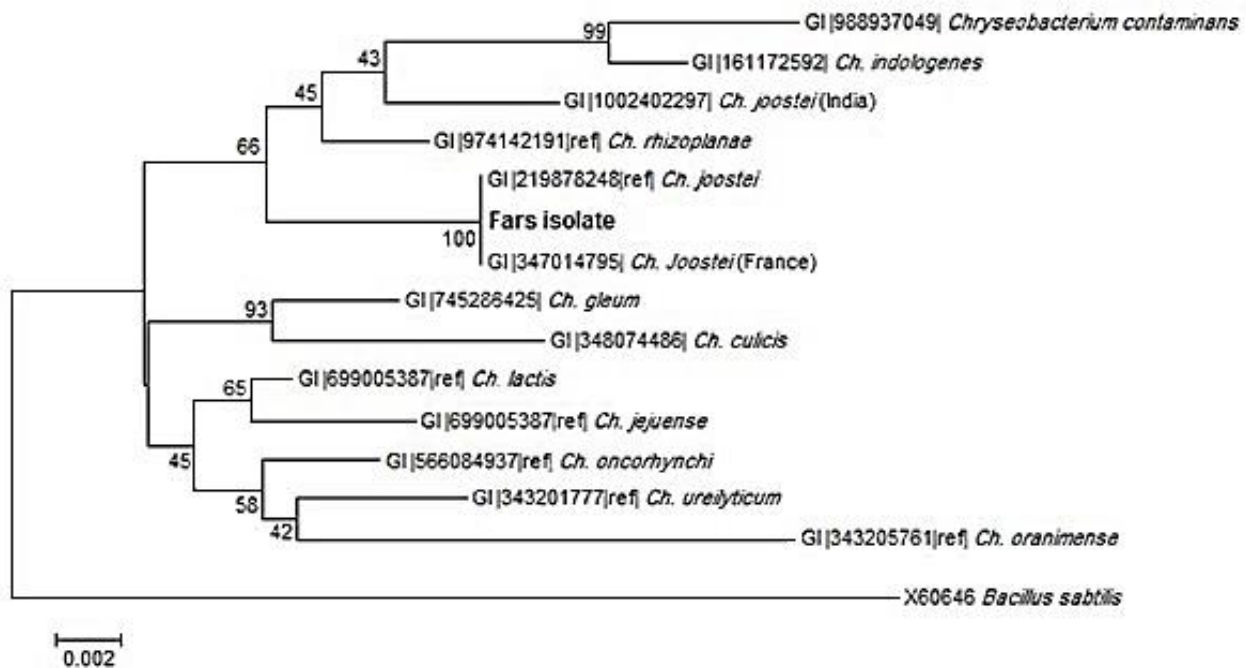 GI|988937049| Chryseobacterium contaminans
99
GI|161172592| Ch. indologenes
43
GI|1002402297| Ch. joostei (India)
45
GI|974142191|ref| Ch. rhizoplanae
66
GI|219878248|ref| Ch. joostei
Fars isolate
100
GI|347014795| Ch. Joostei (France)
GI|745286425| Ch. gleum
93
GI|348074486| Ch. culicis
GI|699005387|ref| Ch. lactis
65
GI|699005387|ref| Ch. jejuense
45
GI|566084937|ref| Ch. oncorhynchi
58
GI|343201777|ref| Ch. ureilyticum
42
GI|343205761|ref| Ch. oranimense
X60646 Bacillus sabtilis
0.002